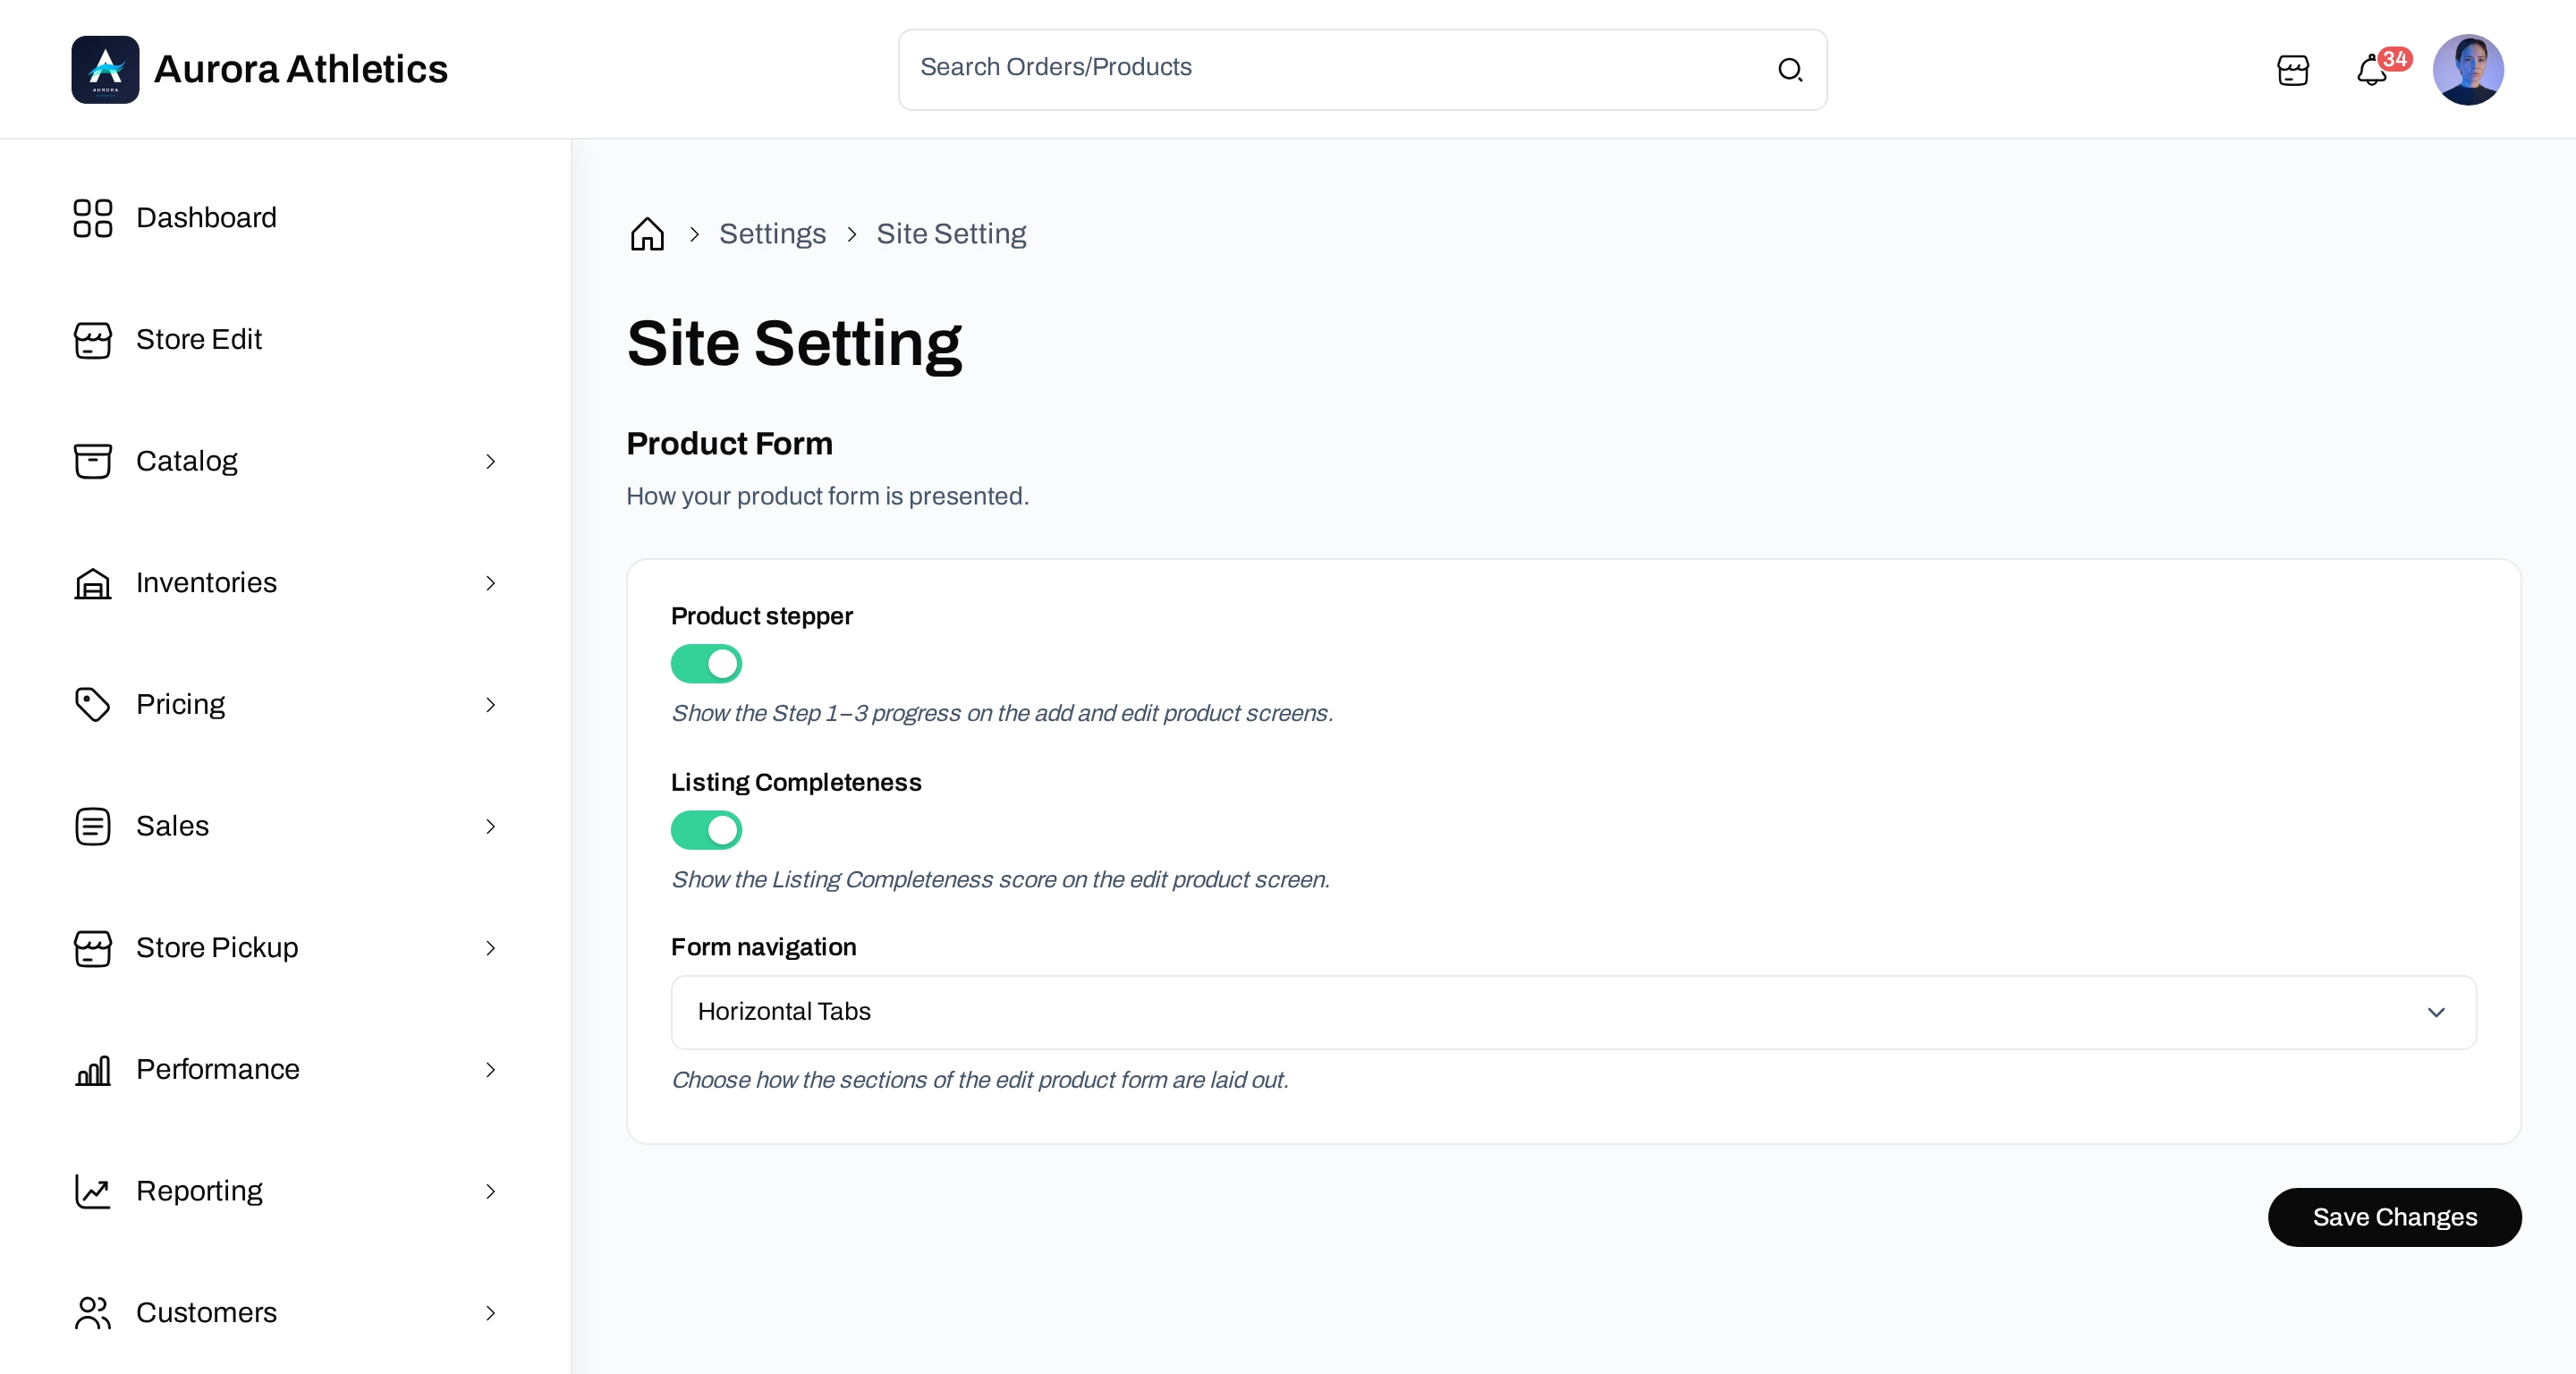 AURORA
Aurora Athletics
Search Orders/Products
34
Dashboard
Store Edit
Catalog
Inventories
Pricing
Sales
Store Pickup
Performance
Reporting
Customers
Settings
Site Setting
Site Setting
Product Form
How your product form is presented.
Product stepper
Show the Step 1–3 progress on the add and edit product screens.
Listing Completeness
Show the Listing Completeness score on the edit product screen.
Form navigation
Horizontal Tabs
Choose how the sections of the edit product form are laid out.
Save Changes